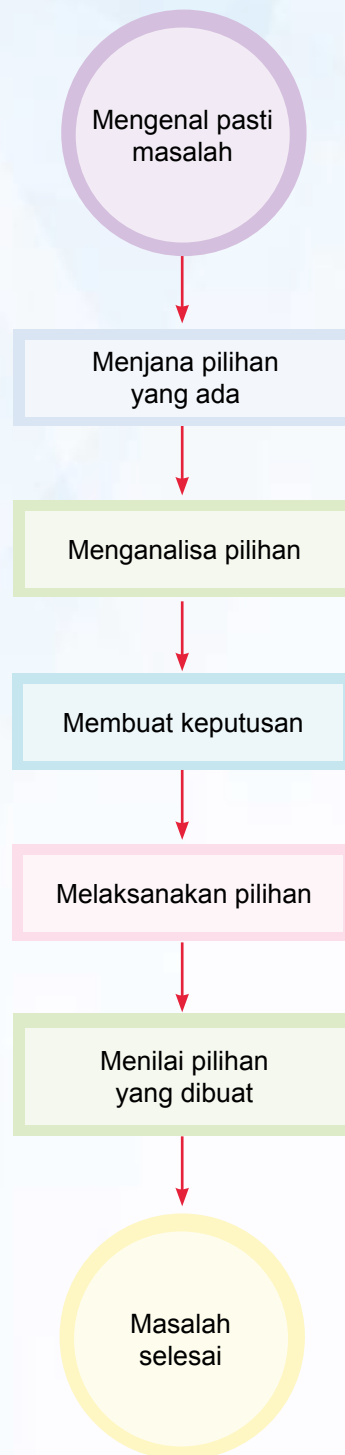 Mengenal pasti
masalah
Menjana pilihan
yang ada
Menganalisa pilihan
Membuat keputusan
Melaksanakan pilihan
Menilai pilihan
yang dibuat
Masalah
selesai